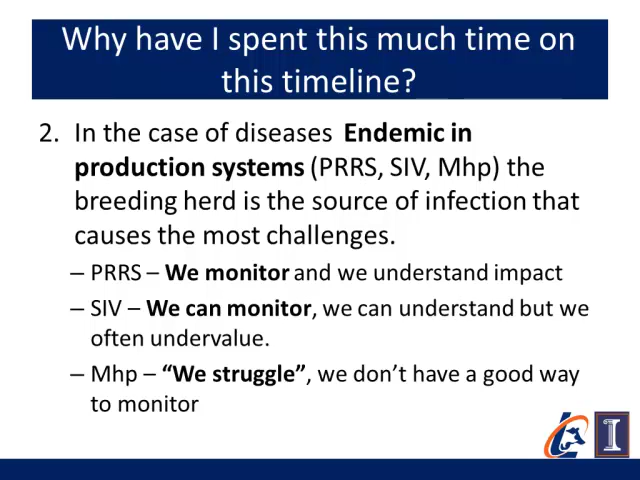 Why have I spent this much time on
this timeline?
2. In the case of diseases Endemic in
production systems (PRRS, SIV, Mhp) the
breeding herd is the source of infection that
causes the most challenges.
– PRRS – We monitor and we understand impact
– SIV – We can monitor, we can understand but we
often undervalue.
– Mhp – “We struggle”, we don’t have a good way
to monitor
I